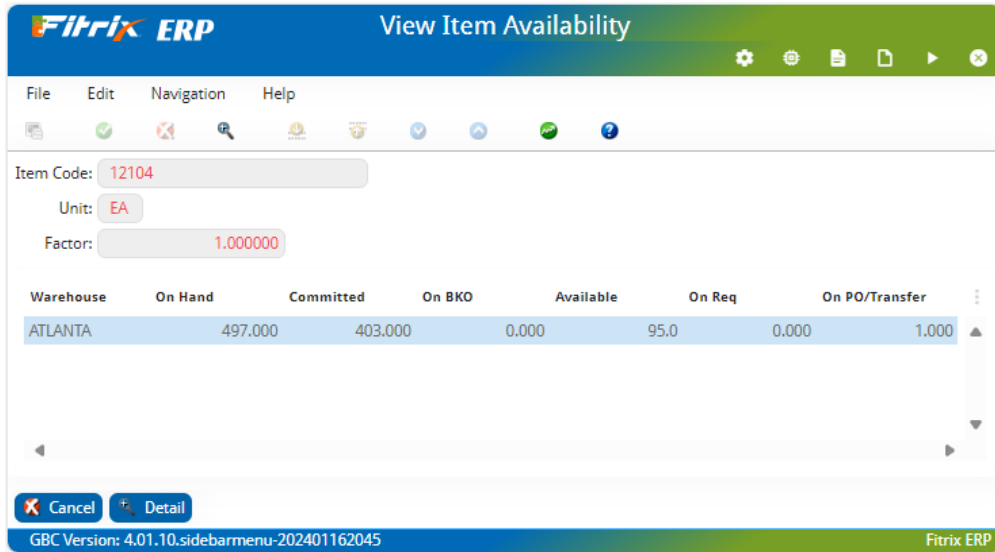 Fitrix ERP View Item Availability
File Edit Navigation Help
Item Code: 12104
Unit: EA
Factor: 1.000000
Warehouse On Hand Committed On BKO Available On Req On PO/Transfer
ATLANTA 497.000 403.000 0.000 95.0 0.000 1.000
Cancel Detail
GBC Version: 4.01.10.sidebarmenu-202401162045 Fitrix ERP